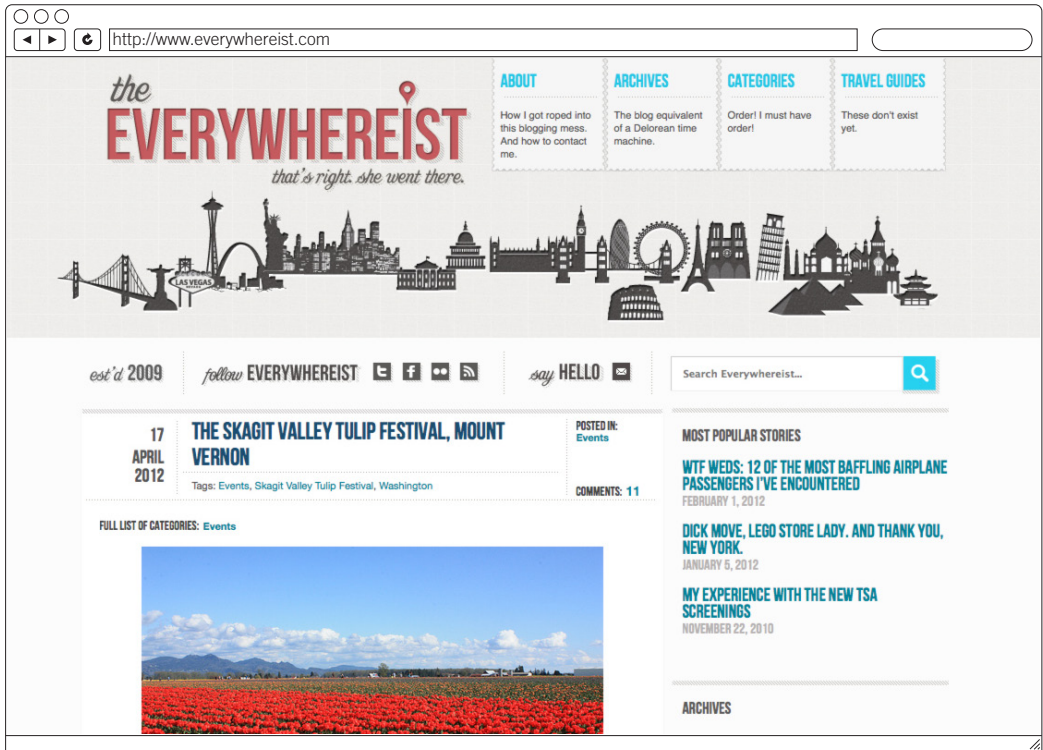 http://www.everywhereist.com
the
EVERYWHEREIST
that's right. she went there.
ABOUT
How I got roped into
this blogging mess.
And how to contact
me.
ARCHIVES
The blog equivalent
of a Delorean time
machine.
CATEGORIES
Order! I must have
order!
TRAVEL GUIDES
These don't exist
yet.
LAS VEGAS
est'd 2009
follow EVERYWHEREIST
say HELLO
Search Everywhereist...
17
APRIL
2012
THE SKAGIT VALLEY TULIP FESTIVAL, MOUNT
VERNON
Tags: Events, Skagit Valley Tulip Festival, Washington
POSTED IN:
Events
COMMENTS: 11
FULL LIST OF CATEGORIES: Events
MOST POPULAR STORIES
WTF WEDS: 12 OF THE MOST BAFFLING AIRPLANE
PASSENGERS I'VE ENCOUNTERED
FEBRUARY 1, 2012
DICK MOVE, LEGO STORE LADY. AND THANK YOU,
NEW YORK.
JANUARY 5, 2012
MY EXPERIENCE WITH THE NEW TSA
SCREENINGS
NOVEMBER 22, 2010
ARCHIVES